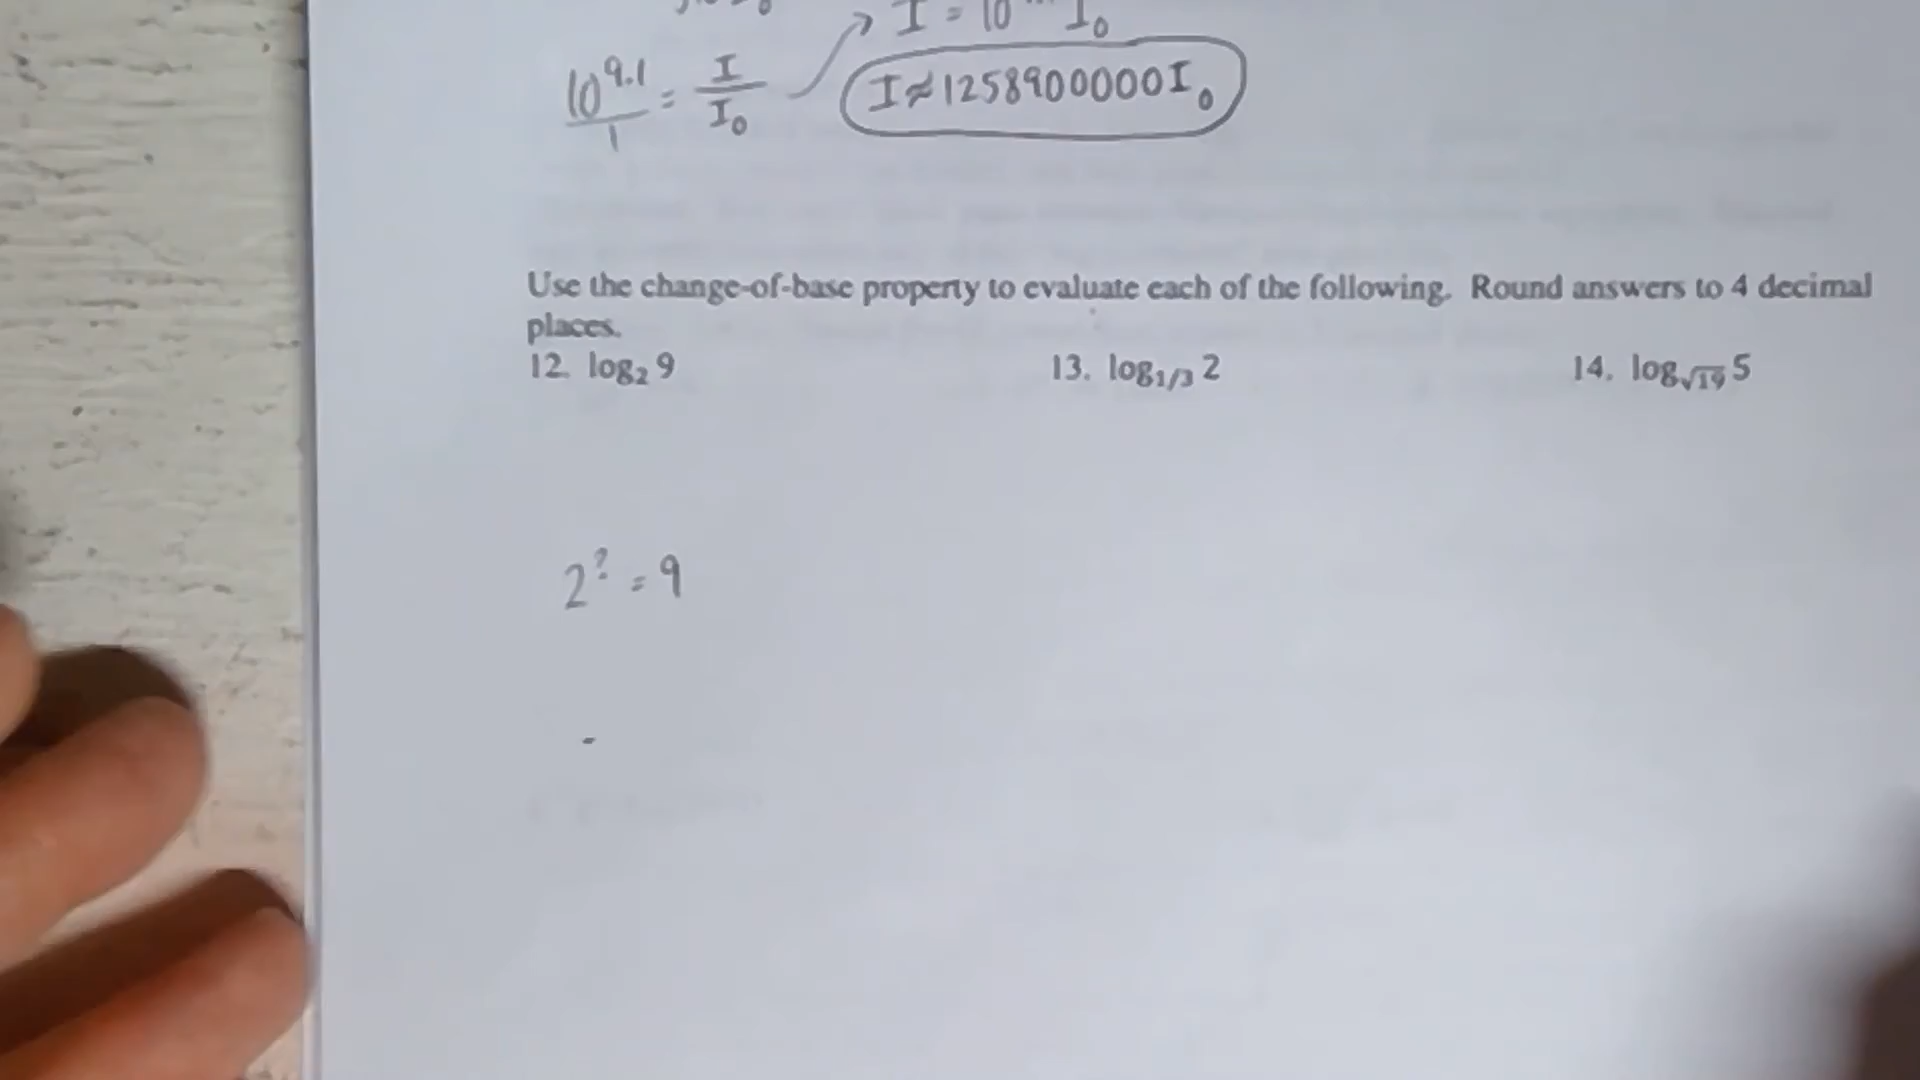 I = 10 I₀
10^9.1/1 = I/I₀
I≈1258900000I₀
Use the change-of-base property to evaluate each of the following. Round answers to 4 decimal
places.
12. log₂ 9 13. log₁/₃ 2 14. log√19 5
2^? = 9